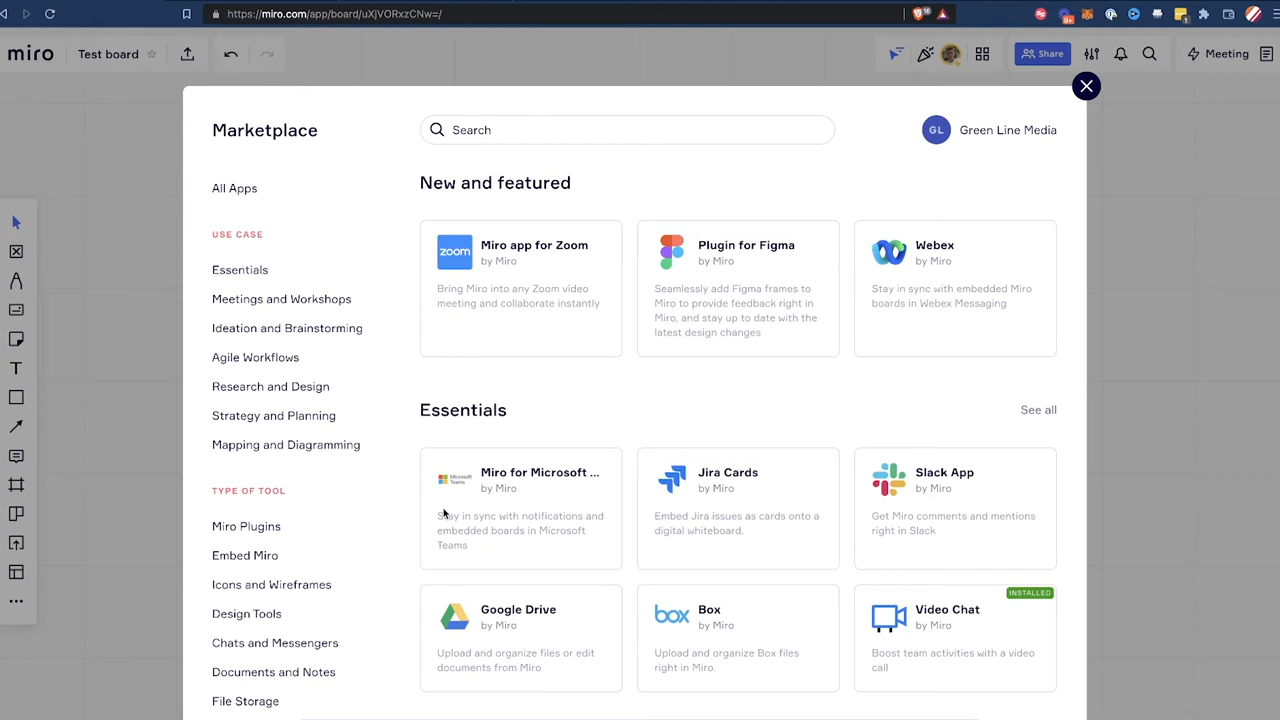 https://miro.com/app/board/uXjVORxzCNw=/
16
9+
1
miro
Test board
Share
Meeting
Marketplace
Search
GL
Green Line Media
All Apps
USE CASE
Essentials
Meetings and Workshops
Ideation and Brainstorming
Agile Workflows
Research and Design
Strategy and Planning
Mapping and Diagramming
TYPE OF TOOL
Miro Plugins
Embed Miro
Icons and Wireframes
Design Tools
Chats and Messengers
Documents and Notes
File Storage
New and featured
zoom
Miro app for Zoom
by Miro
Bring Miro into any Zoom video
meeting and collaborate instantly
Plugin for Figma
by Miro
Seamlessly add Figma frames to
Miro to provide feedback right in
Miro, and stay up to date with the
latest design changes
Webex
by Miro
Stay in sync with embedded Miro
boards in Webex Messaging
Essentials
See all
Microsoft
Teams
Miro for Microsoft ...
by Miro
Stay in sync with notifications and
embedded boards in Microsoft
Teams
Jira Cards
by Miro
Embed Jira issues as cards onto a
digital whiteboard.
Slack App
by Miro
Get Miro comments and mentions
right in Slack
Google Drive
by Miro
Upload and organize files or edit
documents from Miro
box
Box
by Miro
Upload and organize Box files
right in Miro.
INSTALLED
Video Chat
by Miro
Boost team activities with a video
call